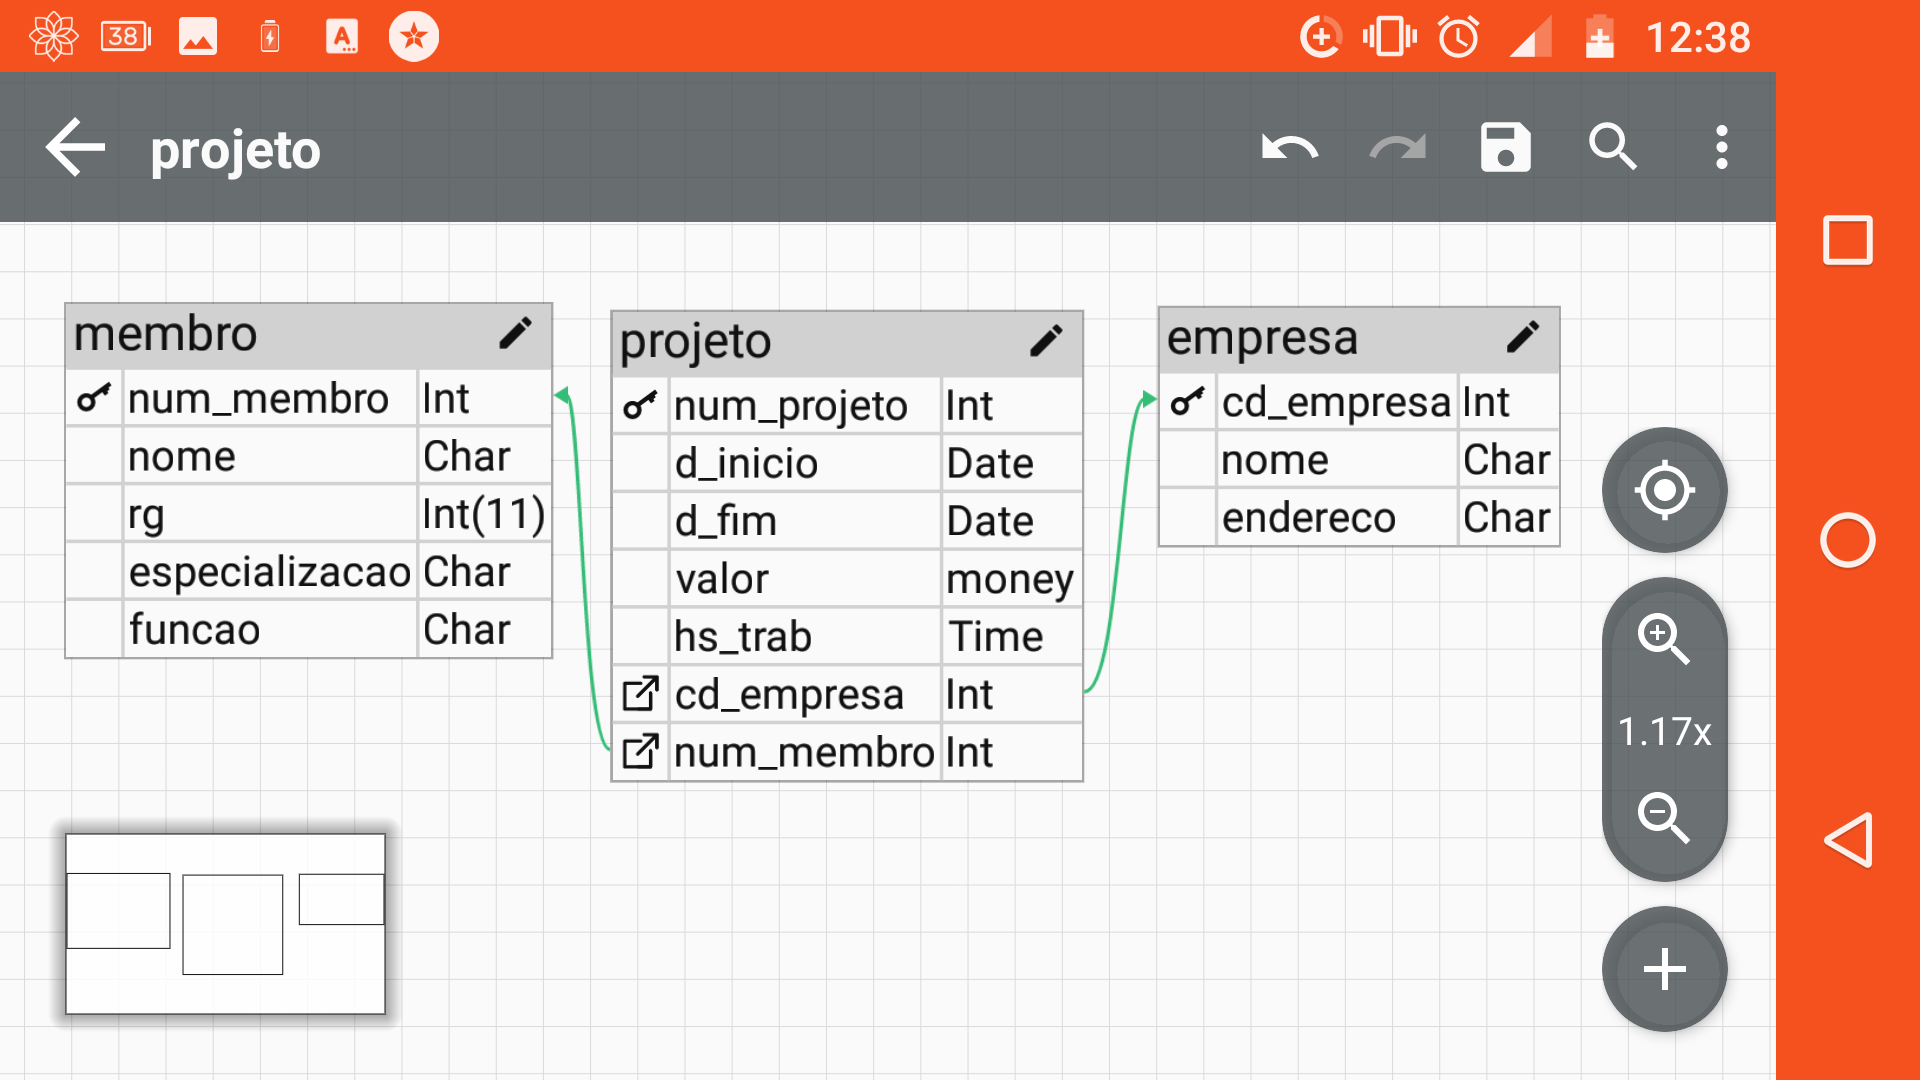 38
A
12:38
projeto
membro
num_membro Int
nome Char
rg Int(11)
especializacao Char
funcao Char
projeto
num_projeto Int
d_inicio Date
d_fim Date
valor money
hs_trab Time
cd_empresa Int
num_membro Int
empresa
cd_empresa Int
nome Char
endereco Char
1.17x